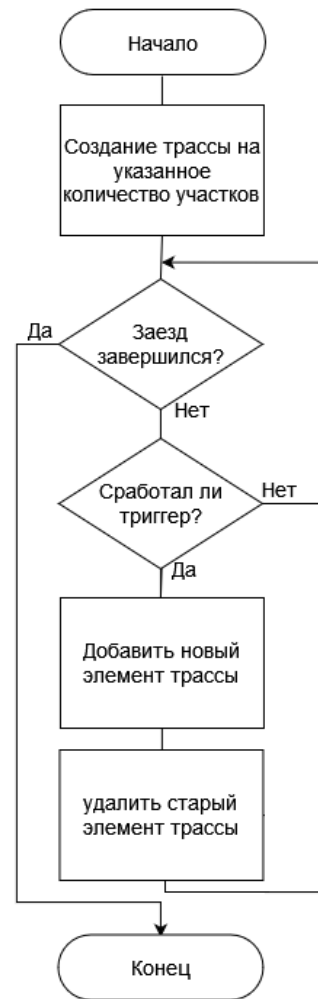 Начало
Создание трассы на
указанное
количество участков
Да
Заезд
завершился?
Нет
Сработал ли
триггер?
Нет
Да
Добавить новый
элемент трассы
удалить старый
элемент трассы
Конец